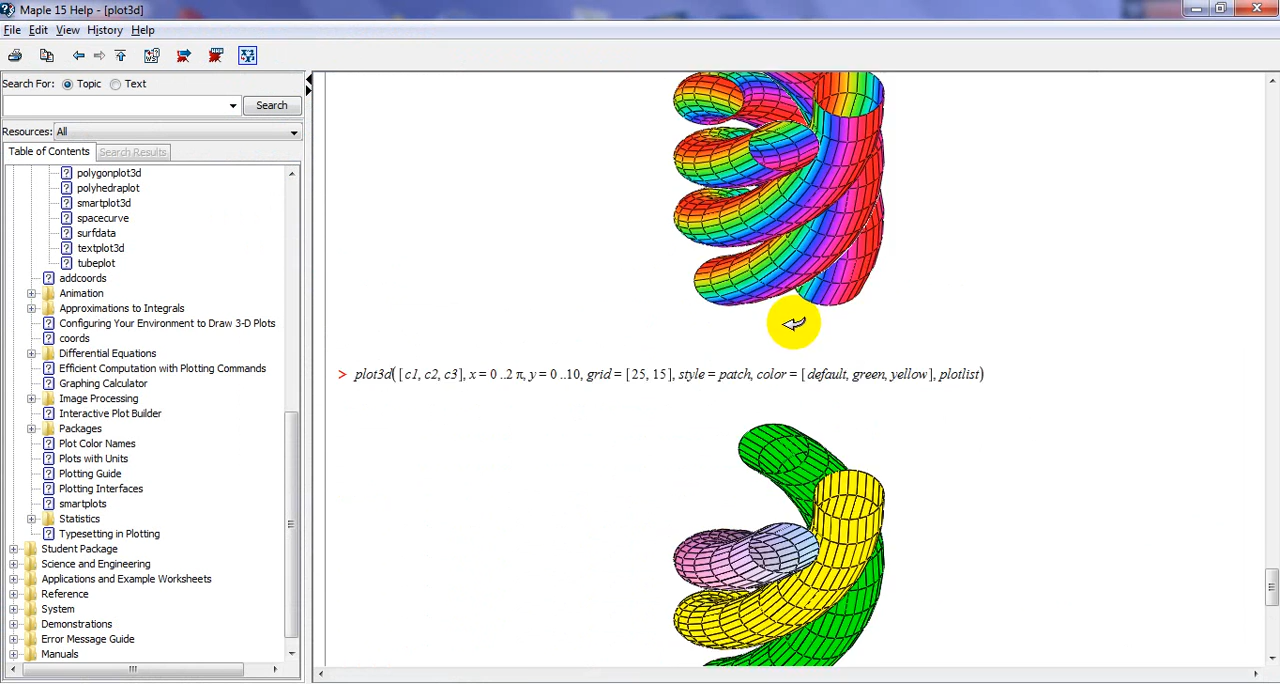 Maple 15 Help - [plot3d]
File Edit View History Help
Search For: Topic Text
Search
Resources: All
Table of Contents Search Results
polygonplot3d
polyhedraplot
smartplot3d
spacecurve
surfdata
textplot3d
tubeplot
addcoords
Animation
Approximations to Integrals
Configuring Your Environment to Draw 3-D Plots
coords
Differential Equations
Efficient Computation with Plotting Commands
Graphing Calculator
Image Processing
Interactive Plot Builder
Packages
Plot Color Names
Plots with Units
Plotting Guide
Plotting Interfaces
smartplots
Statistics
Typesetting in Plotting
Student Package
Science and Engineering
Applications and Example Worksheets
Reference
System
Demonstrations
Error Message Guide
Manuals
> plot3d([c1, c2, c3], x = 0 ..2 π, y = 0 ..10, grid = [25, 15], style = patch, color = [default, green, yellow], plotlist)